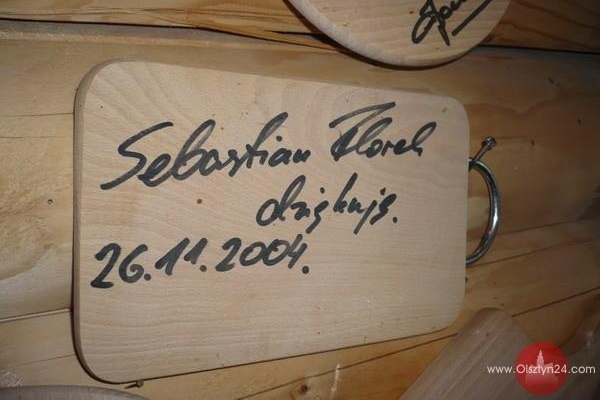 Sebastian Florek
dziękuję.
26.11.2004.
www.Olsztyn24.com